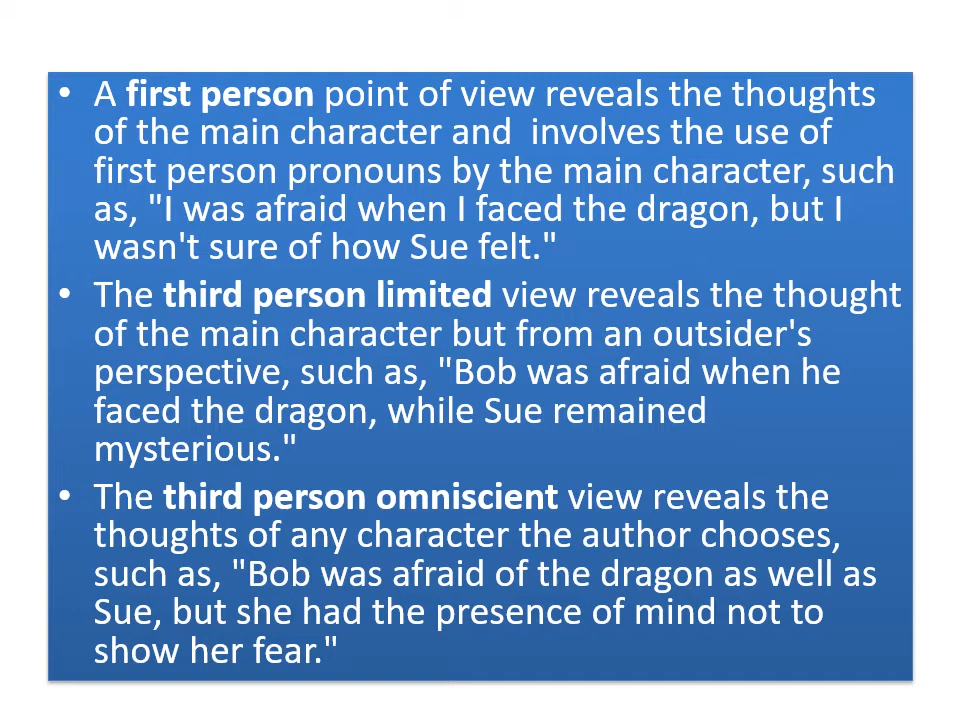 • A first person point of view reveals the thoughts
of the main character and  involves the use of
first person pronouns by the main character, such
as, "I was afraid when I faced the dragon, but I
wasn't sure of how Sue felt."
• The third person limited view reveals the thought
of the main character but from an outsider's
perspective, such as, "Bob was afraid when he
faced the dragon, while Sue remained
mysterious."
• The third person omniscient view reveals the
thoughts of any character the author chooses,
such as, "Bob was afraid of the dragon as well as
Sue, but she had the presence of mind not to
show her fear."